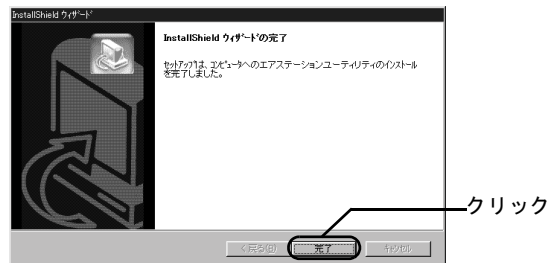 InstallShield ウィザード
InstallShield ウィザードの完了
セットアップは、コンピュータへのエアステーションユーティリティのインストール
を完了しました。
クリック
< 戻る(B)
完了
キャンセル